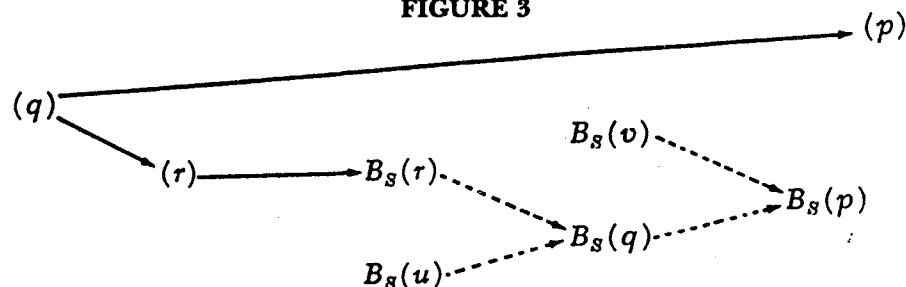 FIGURE 3
(p)
(q)
B_S(v)
(r) B_S(r)
B_S(p)
B_S(q)
B_S(u)